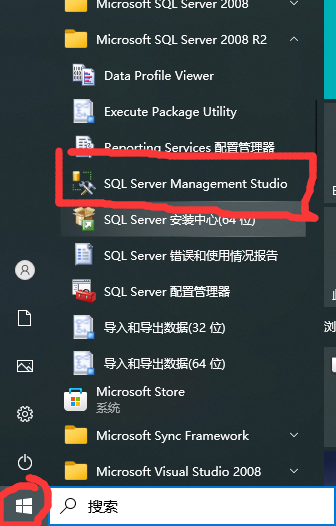 Microsoft SQL Server 2008
Microsoft SQL Server 2008 R2
Data Profile Viewer
Execute Package Utility
Reporting Services 配置管理器
SQL Server Management Studio
SQL Server 安装中心(64 位)
SQL Server 错误和使用情况报告
SQL Server 配置管理器
导入和导出数据(32 位)
导入和导出数据(64 位)
Microsoft Store
系统
Microsoft Sync Framework
Microsoft Visual Studio 2008
搜索
浏